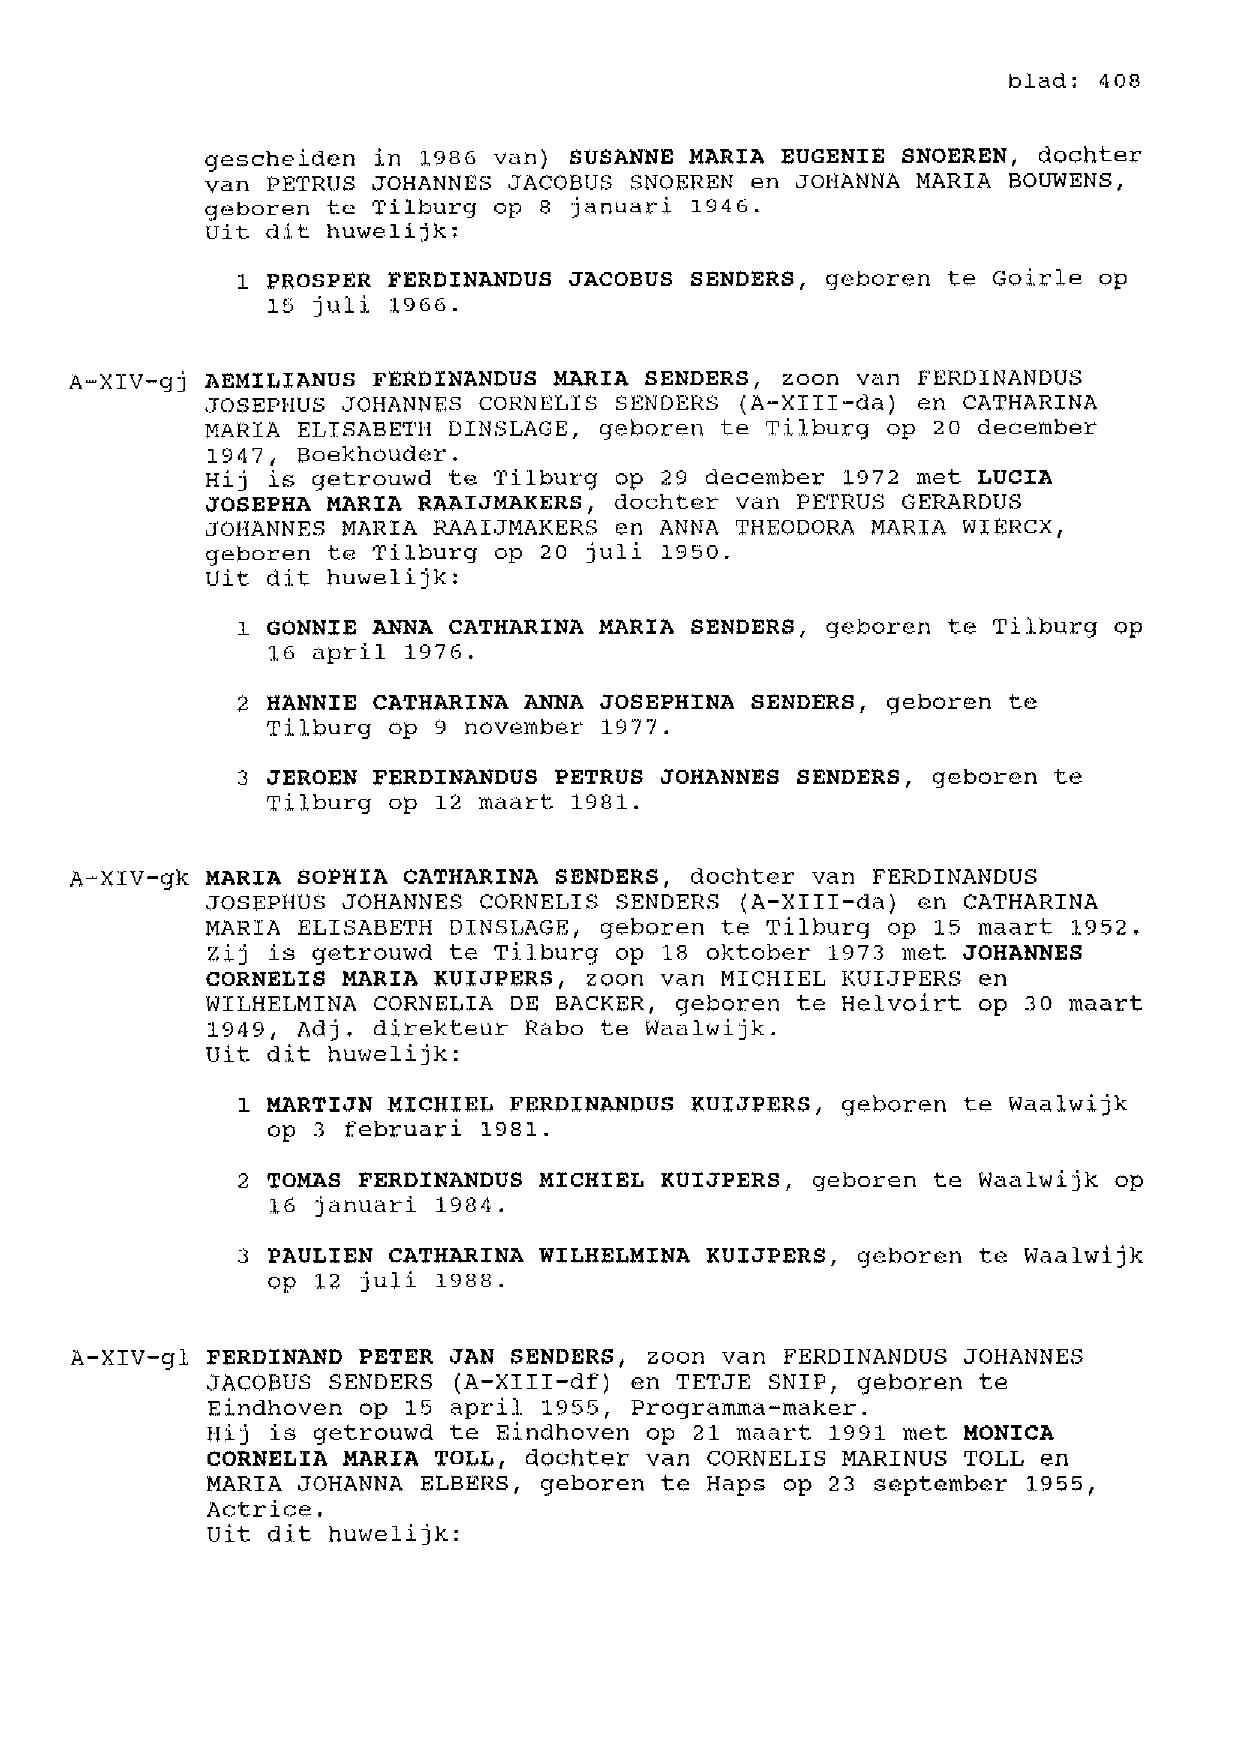 blad: 408
gescheiden in 1986 van) SUSANNE MARIA EUGENIE SNOEREN, dochter
van PETRUS JOHANNES JACOBUS SNOEREN en JOHANNA MARIA BOUWENS,
geboren te Tilburg op 8 januari 1946.
Uit dit huwelijk:
1 PROSPER FERDINANDUS JACOBUS SENDERS, geboren te Goirle op
15 juli 1966.
A-XIV-gj AEMILIANUS FERDINANDUS MARIA SENDERS, zoon van FERDINANDUS
JOSEPHUS JOHANNES CORNELIS SENDERS (A-XIII-da) en CATHARINA
MARIA ELISABETH DINSLAGE, geboren te Tilburg op 20 december
1947, Boekhouder.
Hij is getrouwd te Tilburg op 29 december 1972 met LUCIA
JOSEPHA MARIA RAAIJMAKERS, dochter van PETRUS GERARDUS
JOHANNES MARIA RAAIJMAKERS en ANNA THEODORA MARIA WIERCX,
geboren te Tilburg op 20 juli 1950.
Uit dit huwelijk:
1 GONNIE ANNA CATHARINA MARIA SENDERS, geboren te Tilburg op
16 april 1976.
2 HANNIE CATHARINA ANNA JOSEPHINA SENDERS, geboren te
Tilburg op 9 november 1977.
3 JEROEN FERDINANDUS PETRUS JOHANNES SENDERS, geboren te
Tilburg op 12 maart 1981.
A-XIV-gk MARIA SOPHIA CATHARINA SENDERS, dochter van FERDINANDUS
JOSEPHUS JOHANNES CORNELIS SENDERS (A-XIII-da) en CATHARINA
MARIA ELISABETH DINSLAGE, geboren te Tilburg op 15 maart 1952.
Zij is getrouwd te Tilburg op 18 oktober 1973 met JOHANNES
CORNELIS MARIA KUIJPERS, zoon van MICHIEL KUIJPERS en
WILHELMINA CORNELIA DE BACKER, geboren te Helvoirt op 30 maart
1949, Adj. direkteur Rabo te Waalwijk.
Uit dit huwelijk:
1 MARTIJN MICHIEL FERDINANDUS KUIJPERS, geboren te Waalwijk
op 3 februari 1981.
2 TOMAS FERDINANDUS MICHIEL KUIJPERS, geboren te Waalwijk op
16 januari 1984.
3 PAULIEN CATHARINA WILHELMINA KUIJPERS, geboren te Waalwijk
op 12 juli 1988.
A-XIV-gl FERDINAND PETER JAN SENDERS, zoon van FERDINANDUS JOHANNES
JACOBUS SENDERS (A-XIII-df) en TETJE SNIP, geboren te
Eindhoven op 15 april 1955, Programma-maker.
Hij is getrouwd te Eindhoven op 21 maart 1991 met MONICA
CORNELIA MARIA TOLL, dochter van CORNELIS MARINUS TOLL en
MARIA JOHANNA ELBERS, geboren te Haps op 23 september 1955,
Actrice.
Uit dit huwelijk: